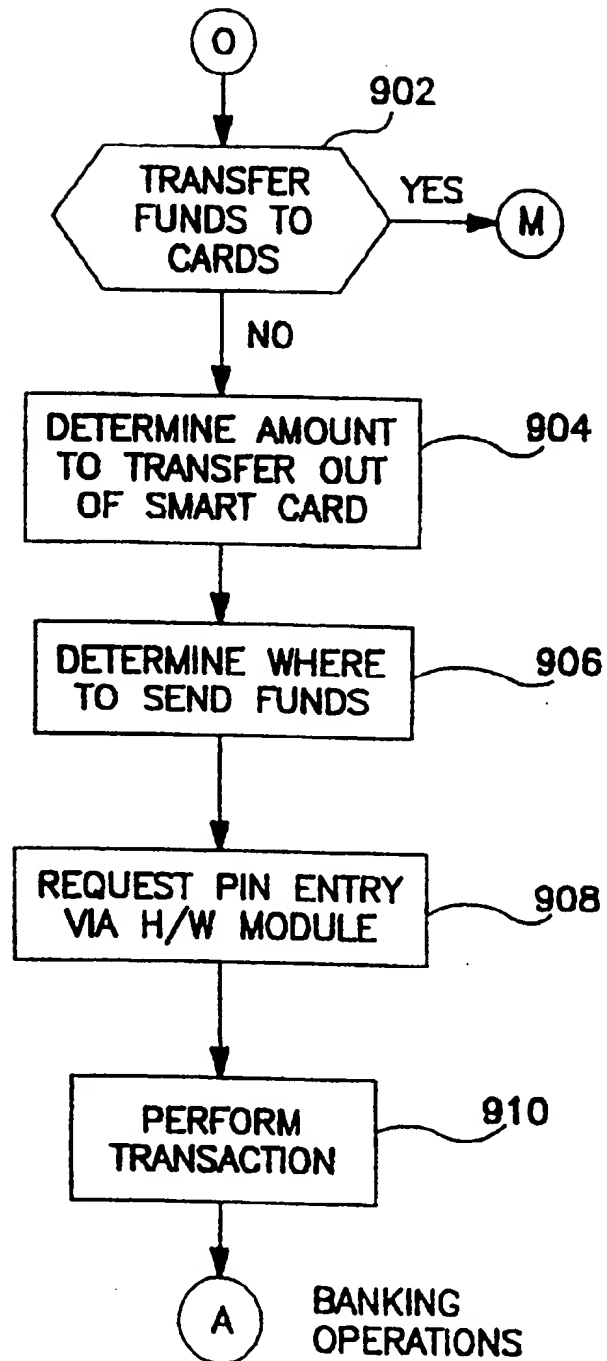 O
902
TRANSFER
FUNDS TO
CARDS
YES
M
NO
DETERMINE AMOUNT
TO TRANSFER OUT
OF SMART CARD
904
DETERMINE WHERE
TO SEND FUNDS
906
REQUEST PIN ENTRY
VIA H/W MODULE
908
PERFORM
TRANSACTION
910
A
BANKING
OPERATIONS